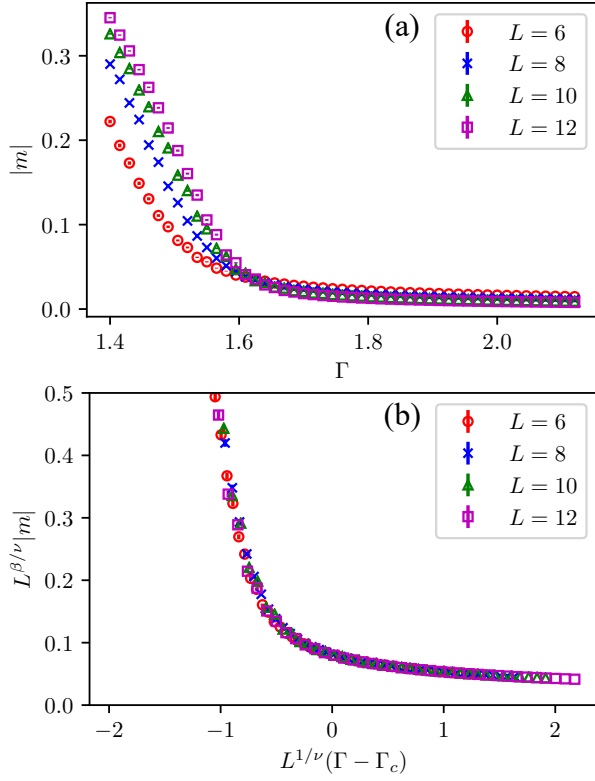 (a)
L = 6
L = 8
L = 10
L = 12
|m|
0.3
0.2
0.1
0.0
1.4 1.6 1.8 2.0
Γ
(b)
L = 6
L = 8
L = 10
L = 12
L^{β/ν}|m|
0.5
0.4
0.3
0.2
0.1
0.0
−2 −1 0 1 2
L^{1/ν}(Γ − Γ_c)